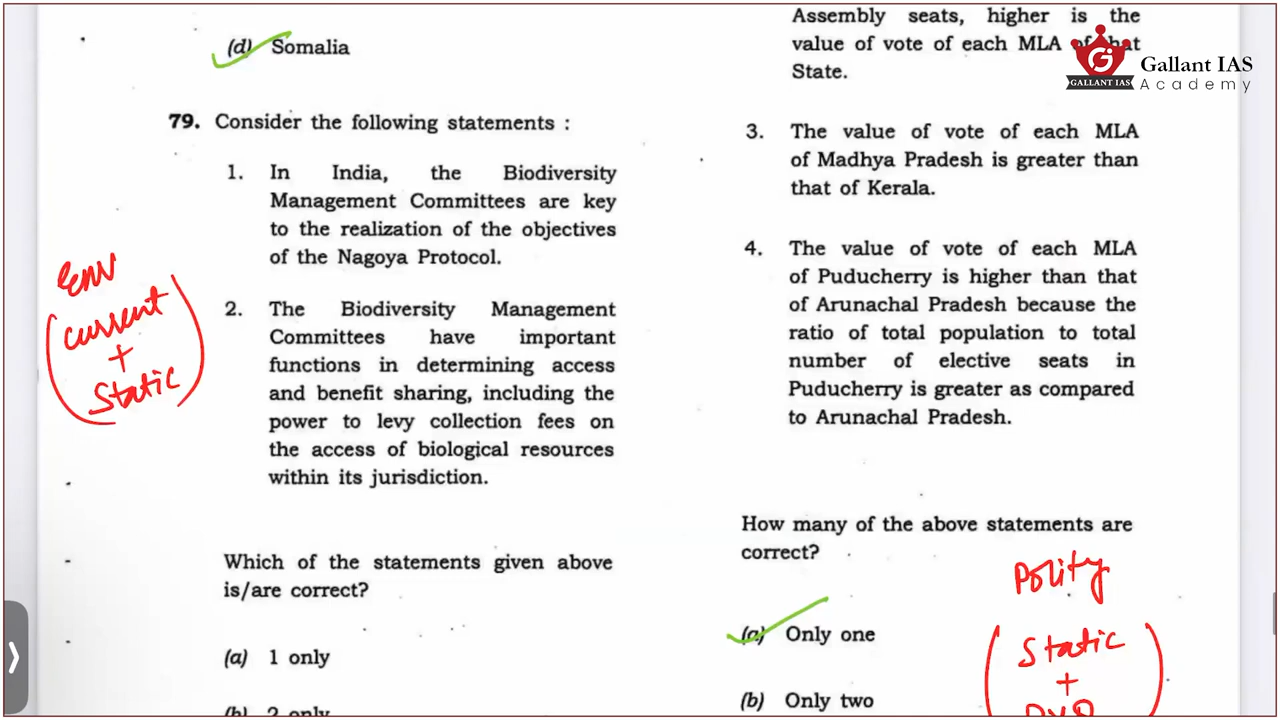 (d) Somalia
79. Consider the following statements :
1. In India, the Biodiversity
Management Committees are key
to the realization of the objectives
of the Nagoya Protocol.
2. The Biodiversity Management
Committees have important
functions in determining access
and benefit sharing, including the
power to levy collection fees on
the access of biological resources
within its jurisdiction.
Which of the statements given above
is/are correct?
(a) 1 only
(b) 2 only
Env
(Current
+
Static)
Assembly seats, higher is the
value of vote of each MLA of that
State.
3. The value of vote of each MLA
of Madhya Pradesh is greater than
that of Kerala.
4. The value of vote of each MLA
of Puducherry is higher than that
of Arunachal Pradesh because the
ratio of total population to total
number of elective seats in
Puducherry is greater as compared
to Arunachal Pradesh.
How many of the above statements are
correct?
(a) Only one
(b) Only two
Polity
(Static
+
PYQ
GALLANT IAS
Gallant IAS
Academy